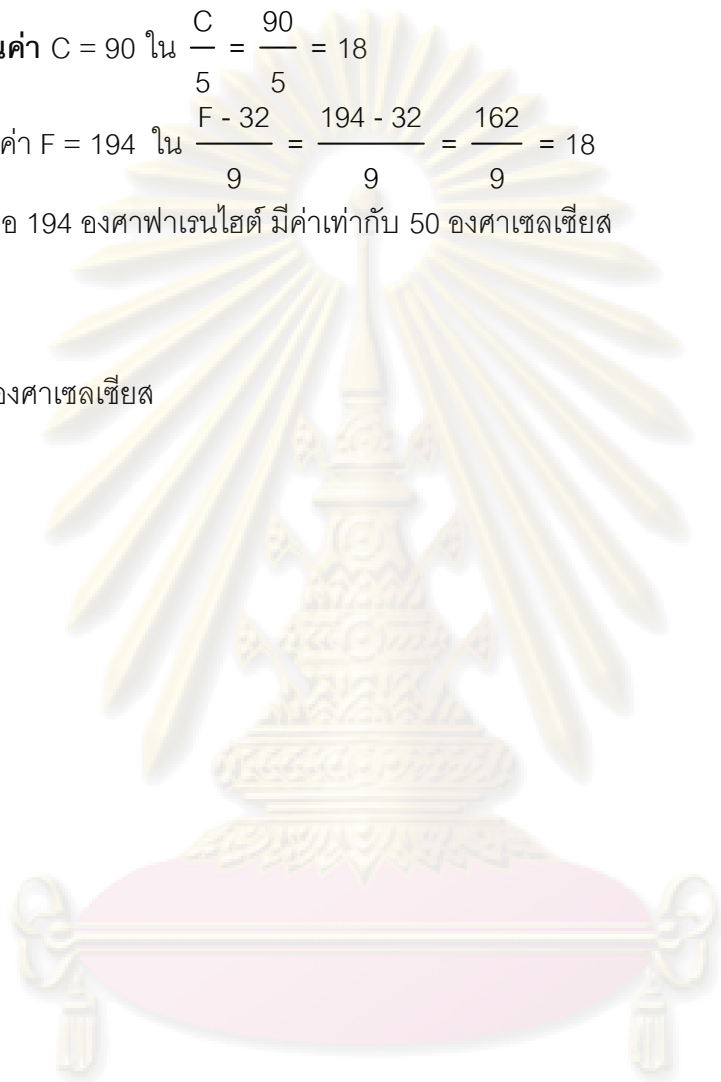 นค่า C = 90 ใน C/5 = 90/5 = 18
ค่า F = 194 ใน F - 32/9 = 194 - 32/9 = 162/9 = 18
อ 194 องศาฟาเรนไฮต์ มีค่าเท่ากับ 50 องศาเซลเซียส
องศาเซลเซียส